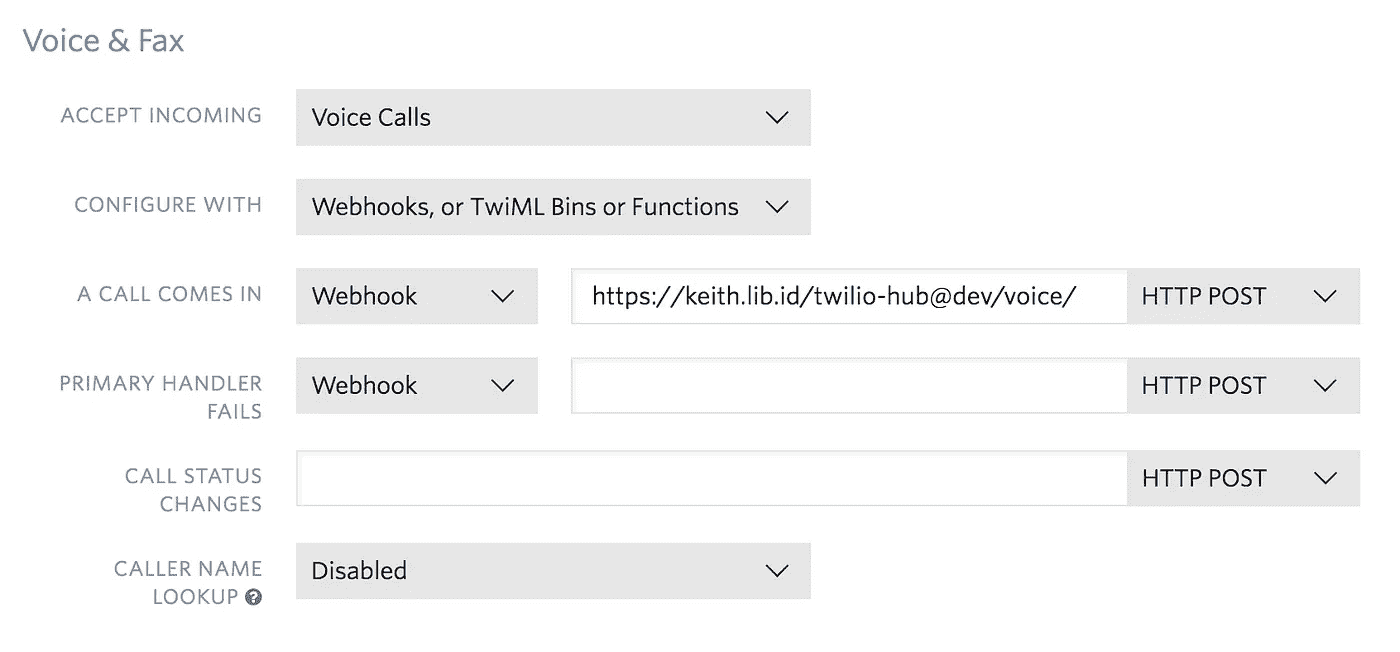 Voice & Fax
ACCEPT INCOMING Voice Calls
CONFIGURE WITH Webhooks, or TwiML Bins or Functions
A CALL COMES IN Webhook https://keith.lib.id/twilio-hub@dev/voice/ HTTP POST
PRIMARY HANDLER
FAILS
Webhook HTTP POST
CALL STATUS
CHANGES
HTTP POST
CALLER NAME
LOOKUP ?
Disabled